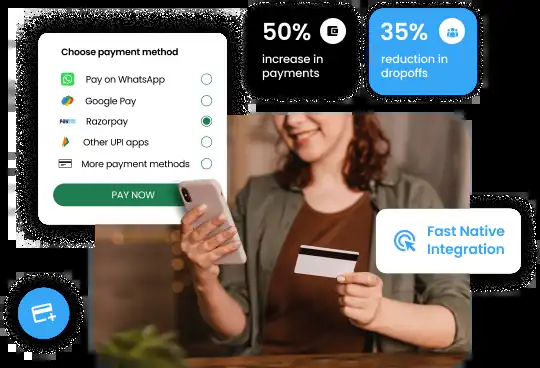 Choose payment method
Pay on WhatsApp
Google Pay
Razorpay
Other UPI apps
More payment methods
PAY NOW
50%
increase in
payments
35%
reduction in
dropoffs
Fast Native
Integration